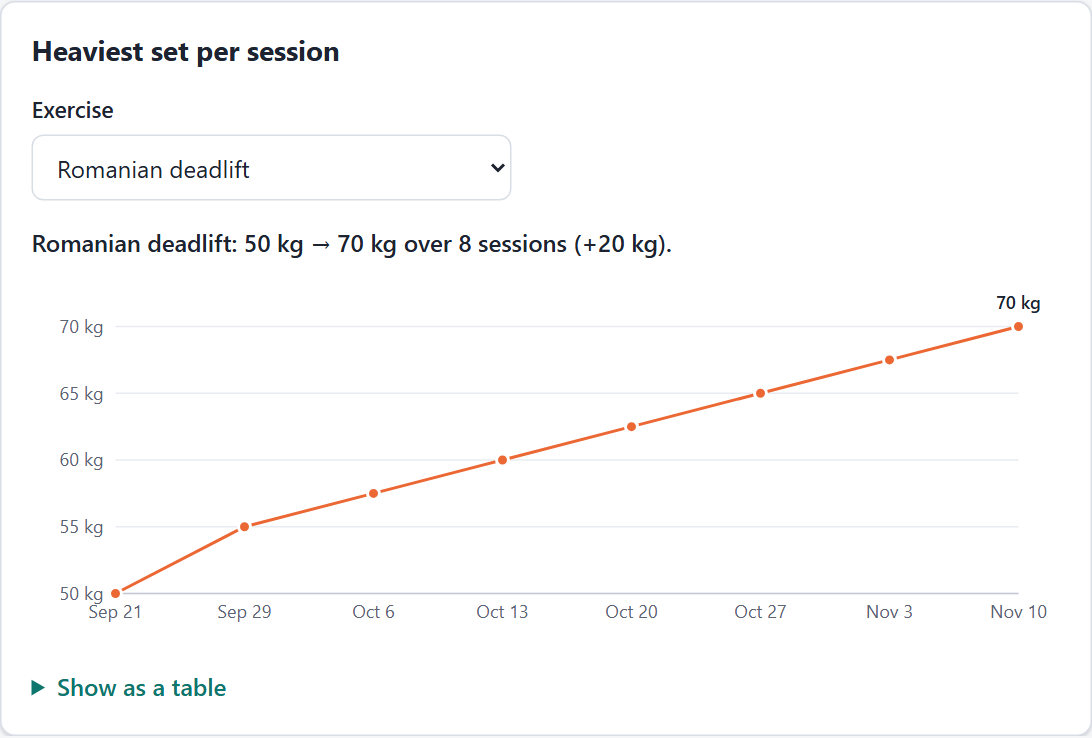 Heaviest set per session
Exercise
Romanian deadlift
Romanian deadlift: 50 kg → 70 kg over 8 sessions (+20 kg).
70 kg
70 kg
65 kg
60 kg
55 kg
50 kg
Sep 21 Sep 29 Oct 6 Oct 13 Oct 20 Oct 27 Nov 3 Nov 10
Show as a table